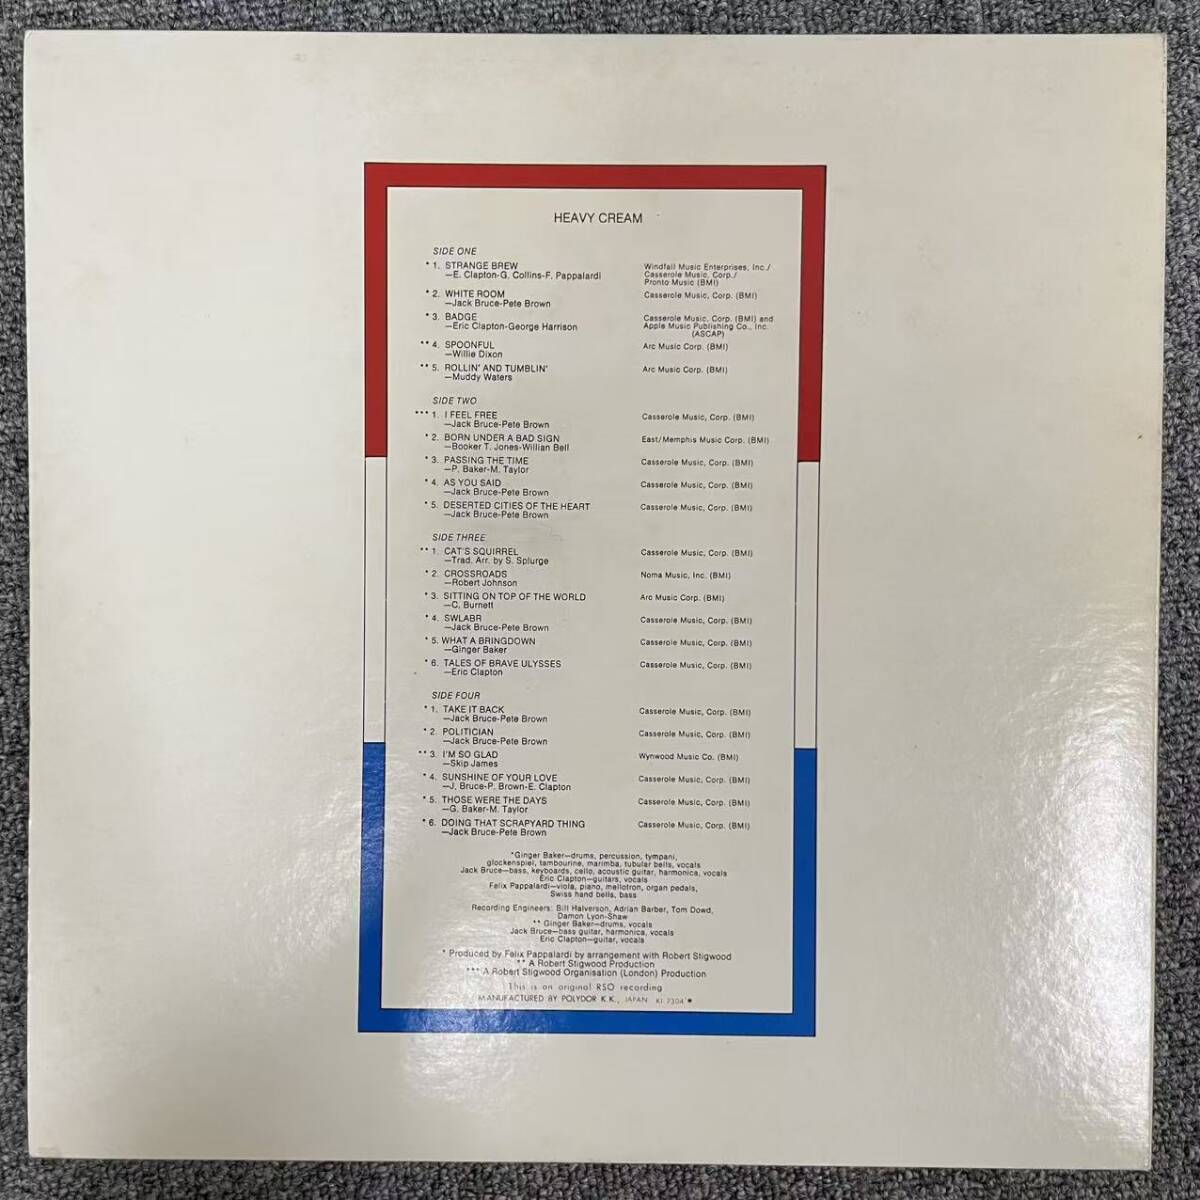 HEAVY CREAM
SIDE ONE
* 1. STRANGE BREW
—E. Clapton-G. Collins-F. Pappalardi
Windfall Music Enterprises, Inc./
Casserole Music, Corp./
Pronto Music (BMI)
* 2. WHITE ROOM
—Jack Bruce-Pete Brown
Casserole Music, Corp. (BMI)
* 3. BADGE
—Eric Clapton-George Harrison
Casserole Music, Corp. (BMI) and
Apple Music Publishing Co., Inc.
(ASCAP)
** 4. SPOONFUL
—Willie Dixon
Arc Music Corp. (BMI)
** 5. ROLLIN' AND TUMBLIN'
—Muddy Waters
Arc Music Corp. (BMI)
SIDE TWO
*** 1. I FEEL FREE
—Jack Bruce-Pete Brown
Casserole Music, Corp. (BMI)
* 2. BORN UNDER A BAD SIGN
—Booker T. Jones-Willian Bell
East/Memphis Music Corp. (BMI)
* 3. PASSING THE TIME
—P. Baker-M. Taylor
Casserole Music, Corp. (BMI)
* 4. AS YOU SAID
—Jack Bruce-Pete Brown
Casserole Music, Corp. (BMI)
* 5. DESERTED CITIES OF THE HEART
—Jack Bruce-Pete Brown
Casserole Music, Corp. (BMI)
SIDE THREE
** 1. CAT'S SQUIRREL
—Trad. Arr. by S. Splurge
Casserole Music, Corp. (BMI)
* 2. CROSSROADS
—Robert Johnson
Noma Music, Inc. (BMI)
* 3. SITTING ON TOP OF THE WORLD
—C. Burnett
Arc Music Corp. (BMI)
* 4. SWLABR
—Jack Bruce-Pete Brown
Casserole Music, Corp. (BMI)
* 5. WHAT A BRINGDOWN
—Ginger Baker
Casserole Music, Corp. (BMI)
* 6. TALES OF BRAVE ULYSSES
—Eric Clapton
Casserole Music, Corp. (BMI)
SIDE FOUR
* 1. TAKE IT BACK
—Jack Bruce-Pete Brown
Casserole Music, Corp. (BMI)
* 2. POLITICIAN
—Jack Bruce-Pete Brown
Casserole Music, Corp. (BMI)
** 3. I'M SO GLAD
—Skip James
Wynwood Music Co. (BMI)
* 4. SUNSHINE OF YOUR LOVE
—J. Bruce-P. Brown-E. Clapton
Casserole Music, Corp. (BMI)
* 5. THOSE WERE THE DAYS
—G. Baker-M. Taylor
Casserole Music, Corp. (BMI)
* 6. DOING THAT SCRAPYARD THING
—Jack Bruce-Pete Brown
Casserole Music, Corp. (BMI)
*Ginger Baker—drums, percussion, tympani,
glockenspiel, tambourine, marimba, tubular bells, vocals
Jack Bruce—bass, keyboards, cello, acoustic guitar, harmonica, vocals
Eric Clapton—guitars, vocals
Felix Pappalardi—viola, piano, mellotron, organ pedals,
Swiss hand bells, bass
Recording Engineers: Bill Halverson, Adrian Barber, Tom Dowd,
Damon Lyon-Shaw
** Ginger Baker—drums, vocals
Jack Bruce—bass guitar, harmonica, vocals
Eric Clapton—guitar, vocals
* Produced by Felix Pappalardi by arrangement with Robert Stigwood
** A Robert Stigwood Production
*** A Robert Stigwood Organisation (London) Production
This is an original RSO recording
MANUFACTURED BY POLYDOR K.K., JAPAN KI 7304